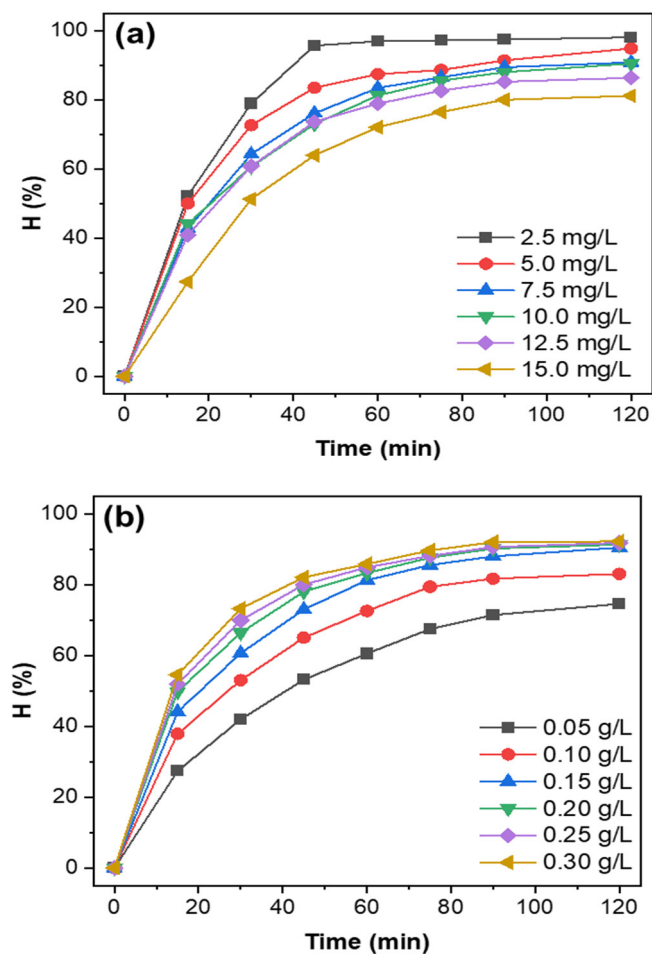 (a)
100
80
60
40
20
0
H (%)
2.5 mg/L
5.0 mg/L
7.5 mg/L
10.0 mg/L
12.5 mg/L
15.0 mg/L
0 20 40 60 80 100 120
Time (min)
(b)
100
80
60
40
20
0
H (%)
0.05 g/L
0.10 g/L
0.15 g/L
0.20 g/L
0.25 g/L
0.30 g/L
0 20 40 60 80 100 120
Time (min)